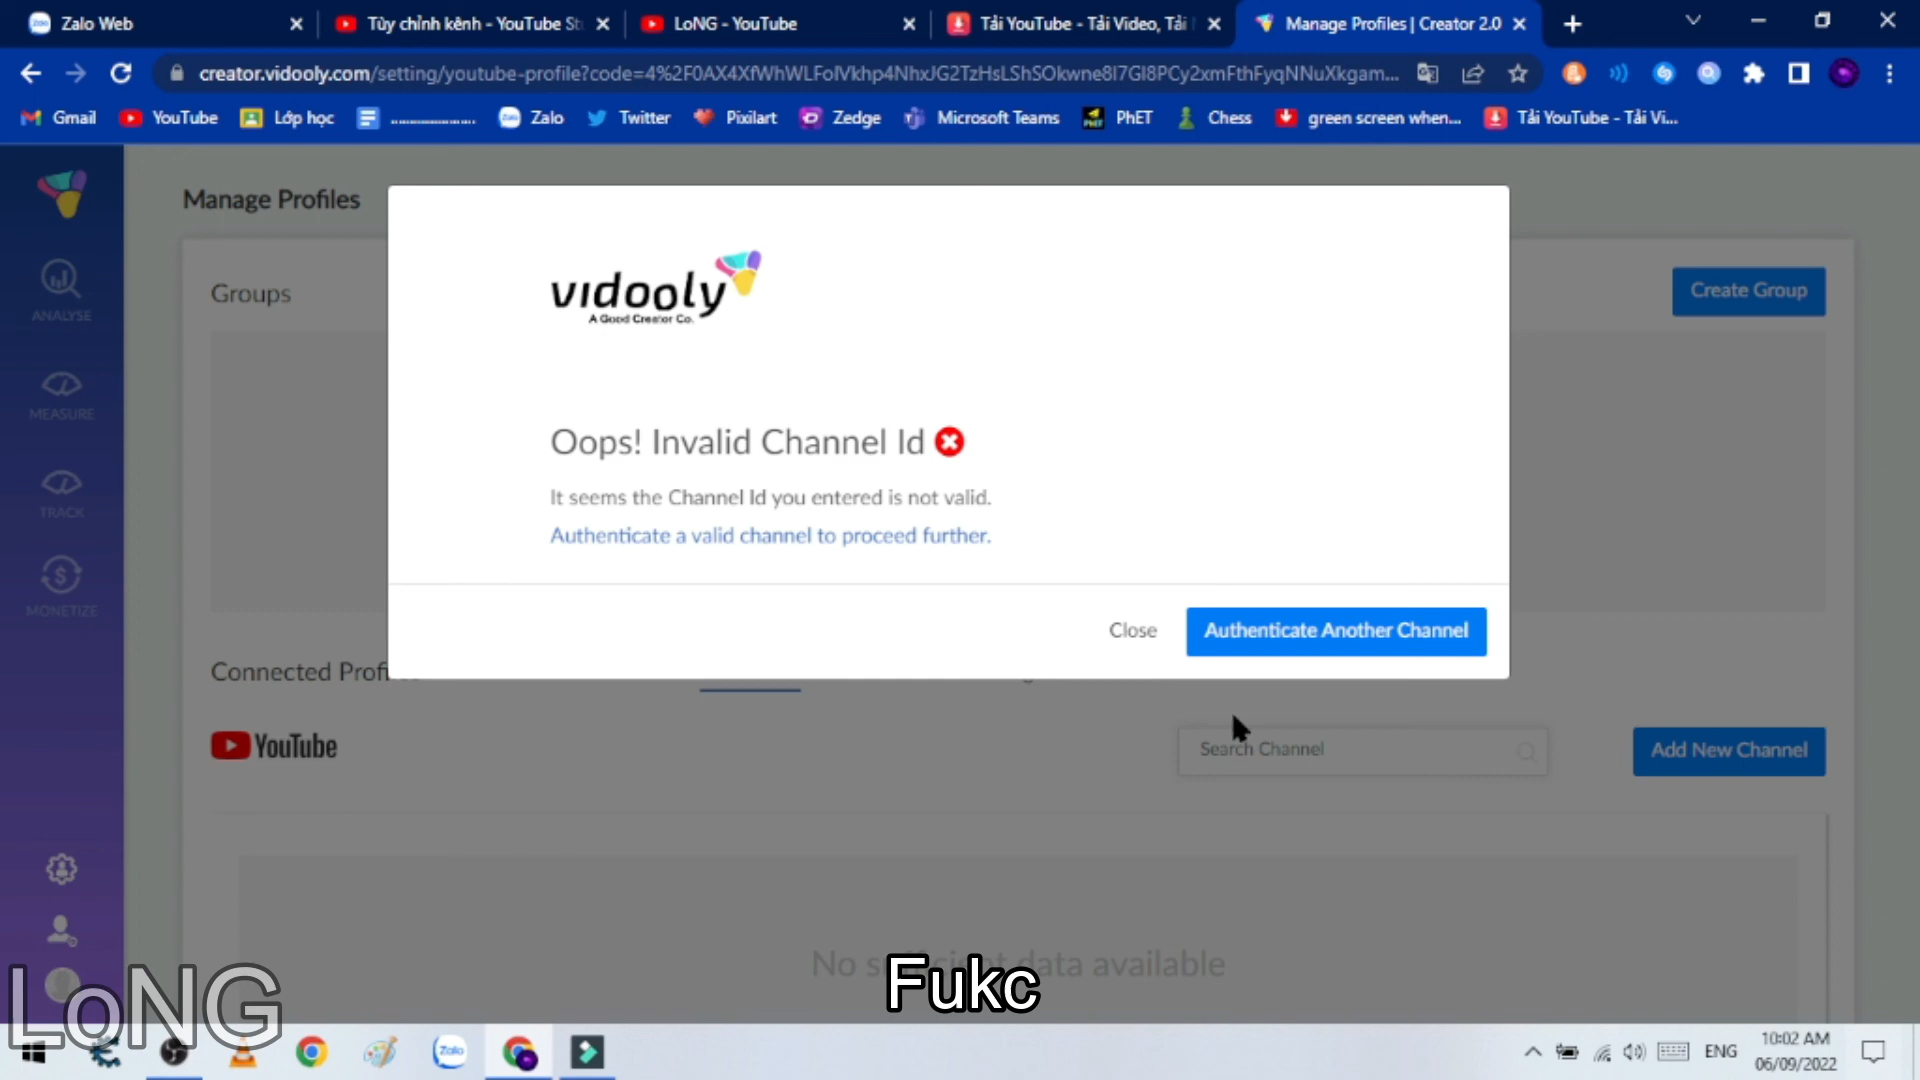 Zalo Web
Tùy chỉnh kênh - YouTube St
LoNG - YouTube
Tải YouTube - Tải Video, Tải
Manage Profiles | Creator 2.0
creator.vidooly.com/setting/youtube-profile?code=4%2F0AX4XfWhWLFolVkhp4NhxJG2TzHsLShSOkwne8I7Gl8PCy2xmFthFyqNNuXkgam...
Gmail
YouTube
Lớp học
.....................
Zalo
Twitter
Pixilart
Zedge
Microsoft Teams
PhET
Chess
green screen when...
Tải YouTube - Tải Vi...
Manage Profiles
Groups
Create Group
ANALYSE
MEASURE
TRACK
MONETIZE
vidooly
A Good Creator Co.
Oops! Invalid Channel Id
It seems the Channel Id you entered is not valid.
Authenticate a valid channel to proceed further.
Close
Authenticate Another Channel
Connected Profi
YouTube
Search Channel
Add New Channel
No sufficient data available
Fukc
LoNG
Zalo
ENG
10:02 AM
06/09/2022